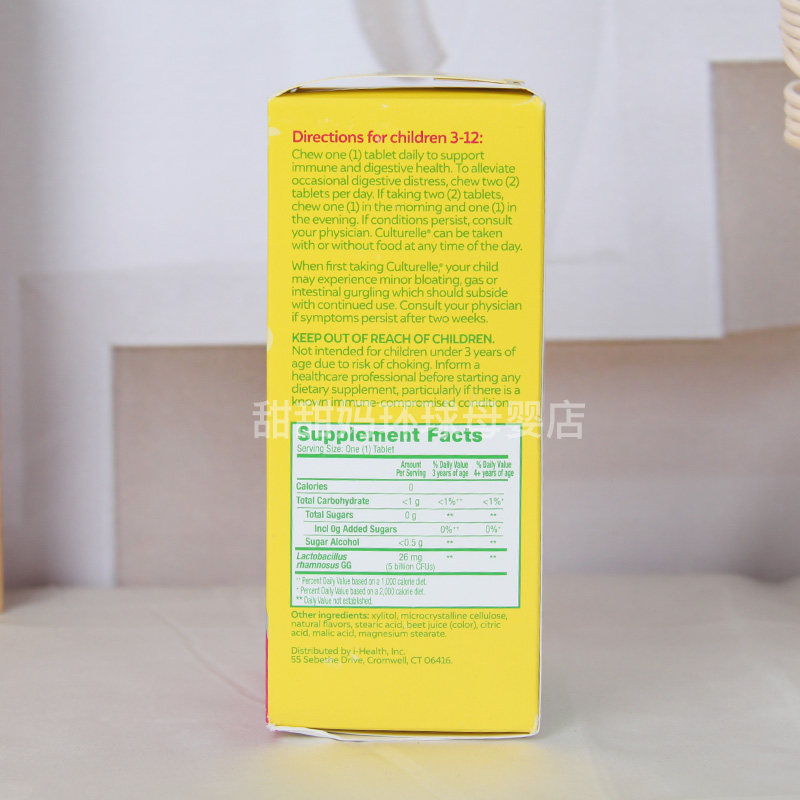 Directions for children 3-12:
Chew one (1) tablet daily to support
immune and digestive health. To alleviate
occasional digestive distress, chew two (2)
tablets per day. If taking two (2) tablets,
chew one (1) in the morning and one (1) in
the evening. If conditions persist, consult
your physician. Culturelle® can be taken
with or without food at any time of the day.
When first taking Culturelle,® your child
may experience minor bloating, gas or
intestinal gurgling which should subside
with continued use. Consult your physician
if symptoms persist after two weeks.
KEEP OUT OF REACH OF CHILDREN.
Not intended for children under 3 years of
age due to risk of choking. Inform a
healthcare professional before starting any
dietary supplement, particularly if there is a
known immune-compromised condition
甜甜妈环球母婴店
Supplement Facts
Serving Size: One (1) Tablet
Amount Per Serving % Daily Value 3 years of age % Daily Value 4+ years of age
Calories 0
Total Carbohydrate <1 g <1%†† <1%*
Total Sugars 0 g ** **
Incl 0g Added Sugars 0%†† 0%*
Sugar Alcohol <0.5 g ** **
Lactobacillus rhamnosus GG 26 mg (5 billion CFUs) ** **
†† Percent Daily Value based on a 1,000 calorie diet.
* Percent Daily Value based on a 2,000 calorie diet.
** Daily Value not established.
Other ingredients: xylitol, microcrystalline cellulose,
natural flavors, stearic acid, beet juice (color), citric
acid, malic acid, magnesium stearate.
Distributed by i-Health, Inc.
55 Sebethe Drive, Cromwell, CT 06416.